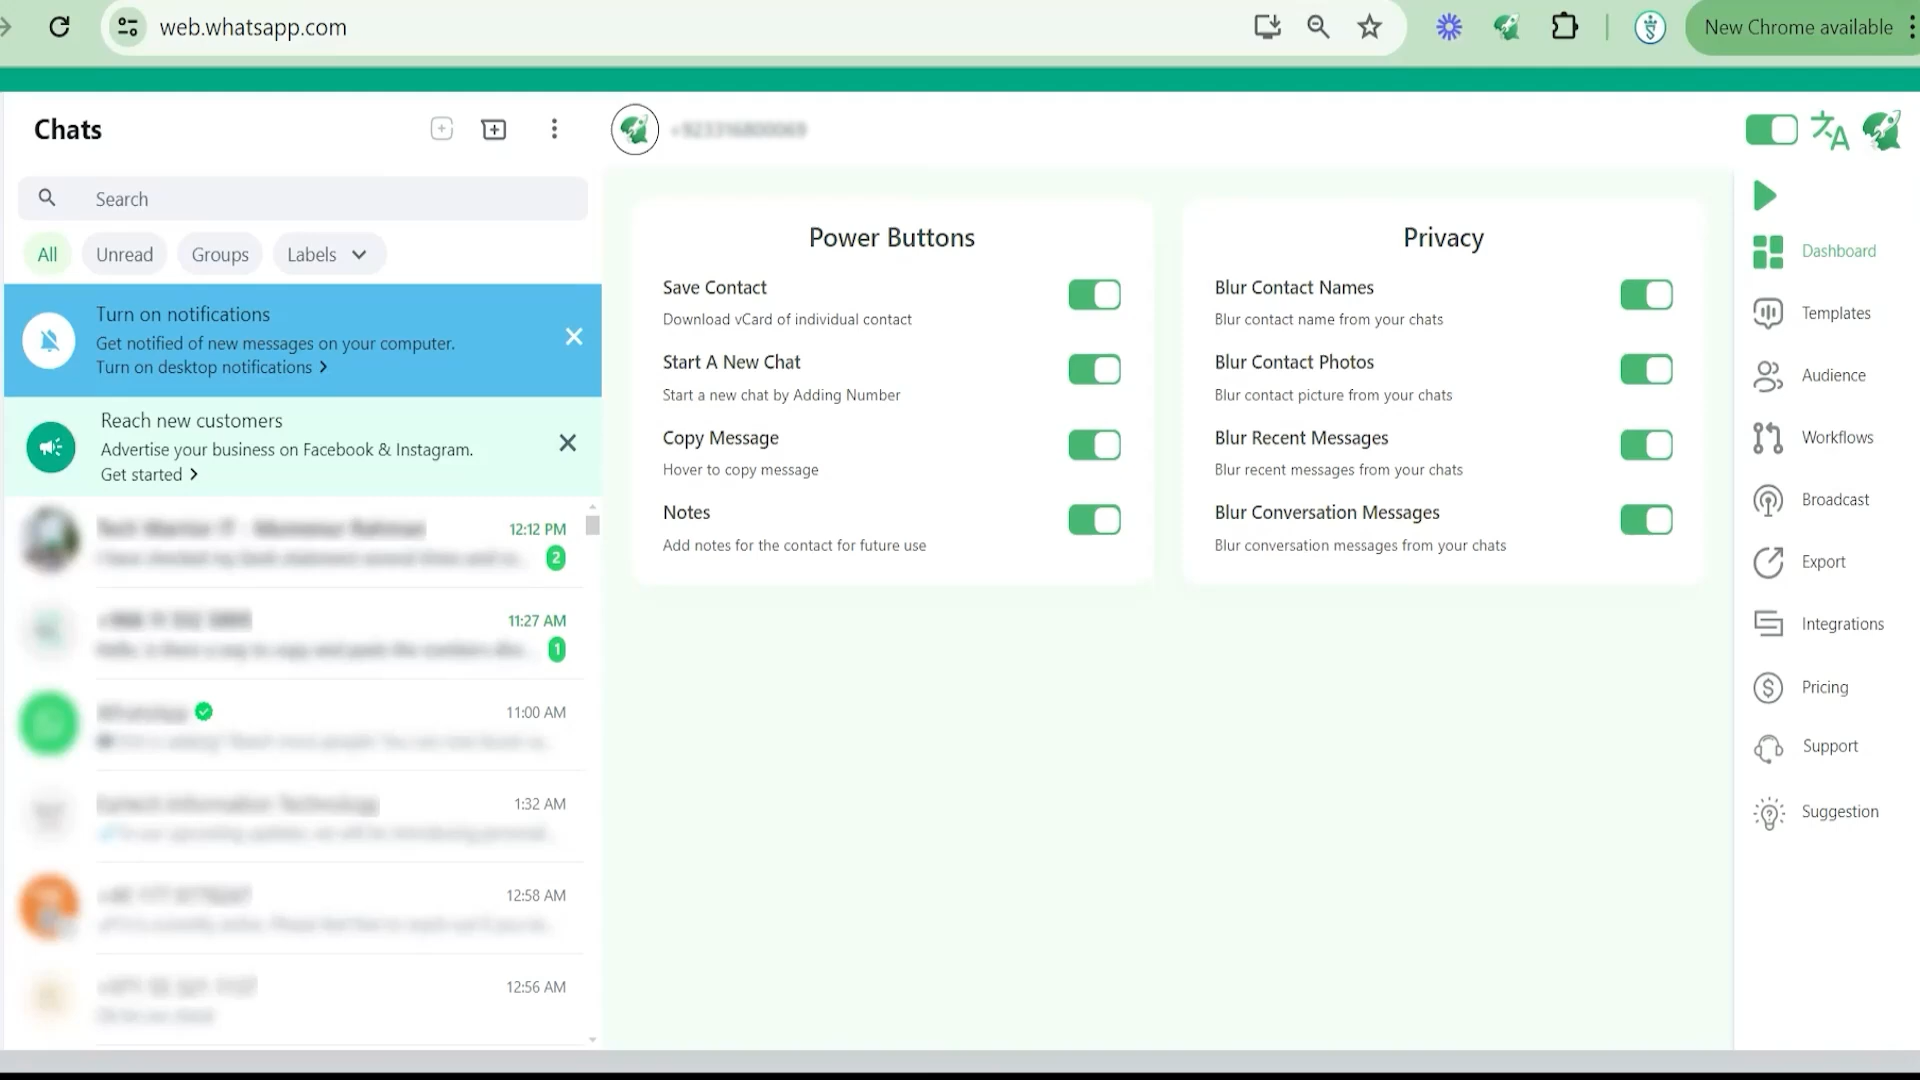 web.whatsapp.com
New Chrome available
Chats
Search
All
Unread
Groups
Labels
Turn on notifications
Get notified of new messages on your computer.
Turn on desktop notifications
Reach new customers
Advertise your business on Facebook & Instagram.
Get started
12:12 PM
2
11:27 AM
1
11:00 AM
1:32 AM
12:58 AM
12:56 AM
Power Buttons
Save Contact
Download vCard of individual contact
Start A New Chat
Start a new chat by Adding Number
Copy Message
Hover to copy message
Notes
Add notes for the contact for future use
Privacy
Blur Contact Names
Blur contact name from your chats
Blur Contact Photos
Blur contact picture from your chats
Blur Recent Messages
Blur recent messages from your chats
Blur Conversation Messages
Blur conversation messages from your chats
Dashboard
Templates
Audience
Workflows
Broadcast
Export
Integrations
Pricing
Support
Suggestion